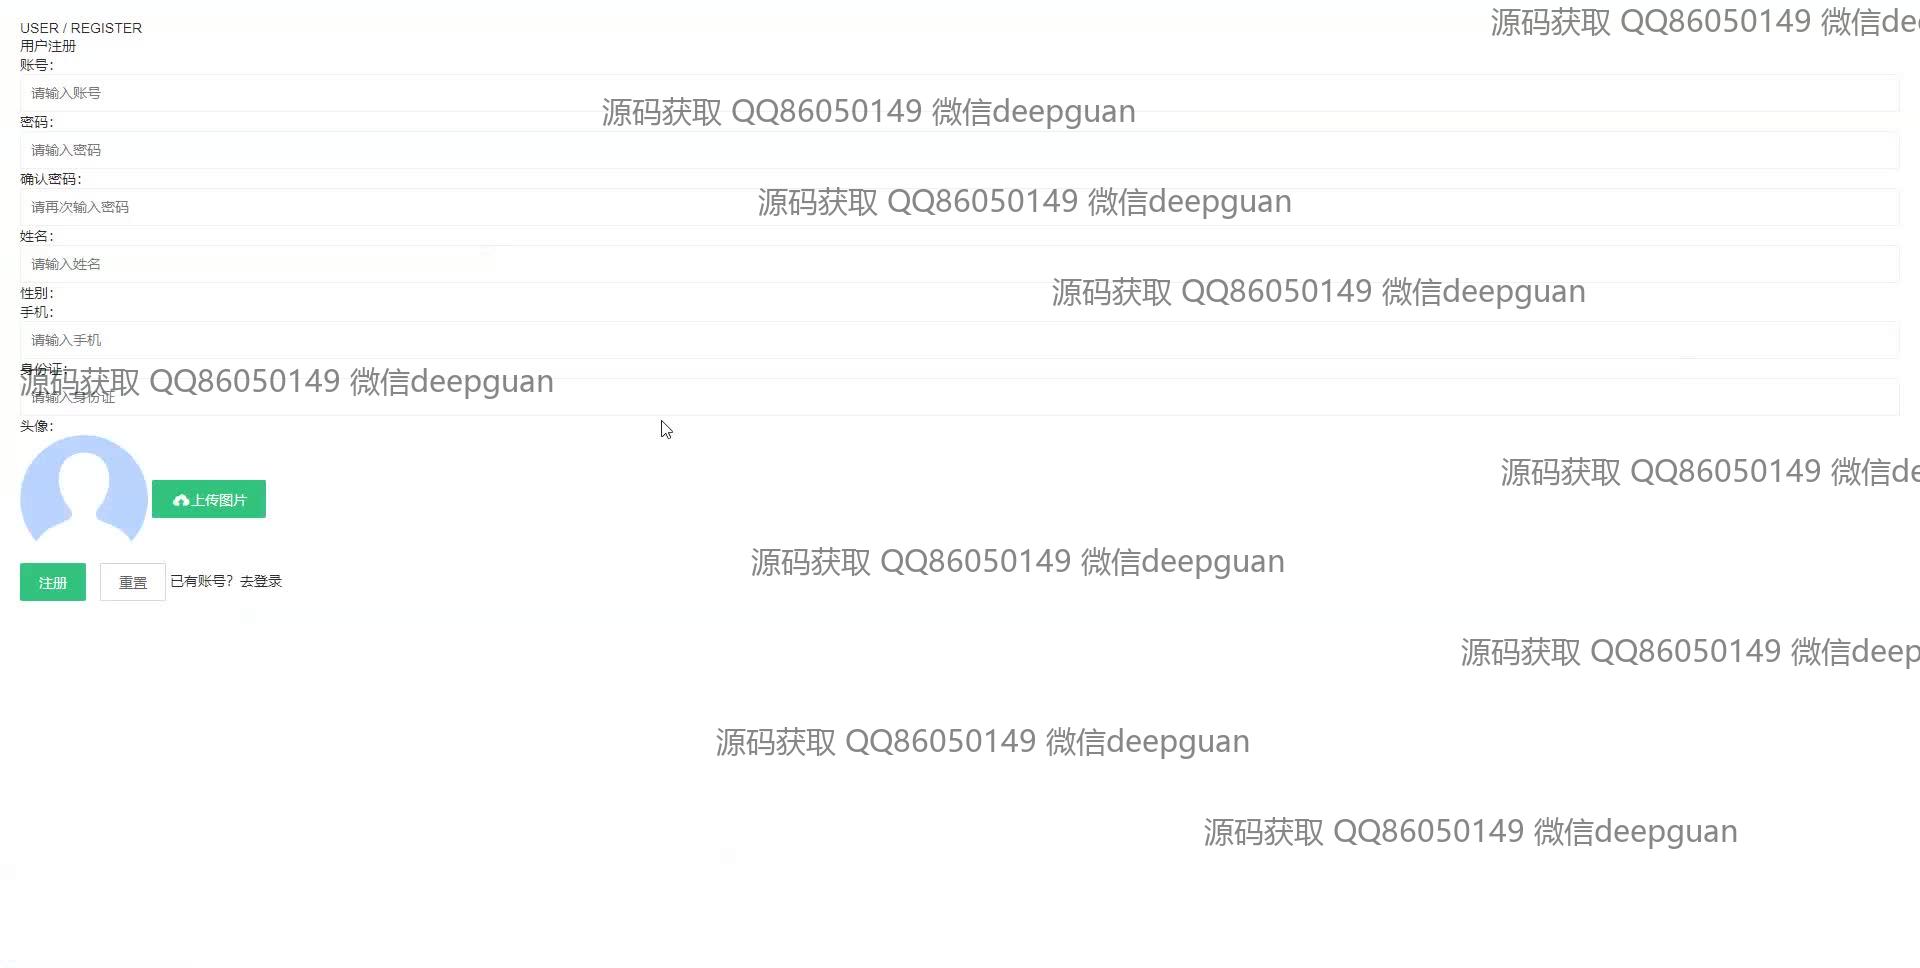 源码获取 QQ86050149 微信de
USER / REGISTER
用户注册
账号：
请输入账号
源码获取 QQ86050149 微信deepguan
密码：
请输入密码
确认密码：
源码获取 QQ86050149 微信deepguan
请再次输入密码
姓名：
请输入姓名
性别：
源码获取 QQ86050149 微信deepguan
手机：
请输入手机
身份证：
源码获取 QQ86050149 微信deepguan
请输入身份证
头像：
源码获取 QQ86050149 微信de
上传图片
源码获取 QQ86050149 微信deepguan
注册 重置 已有账号？去登录
源码获取 QQ86050149 微信deep
源码获取 QQ86050149 微信deepguan
源码获取 QQ86050149 微信deepguan